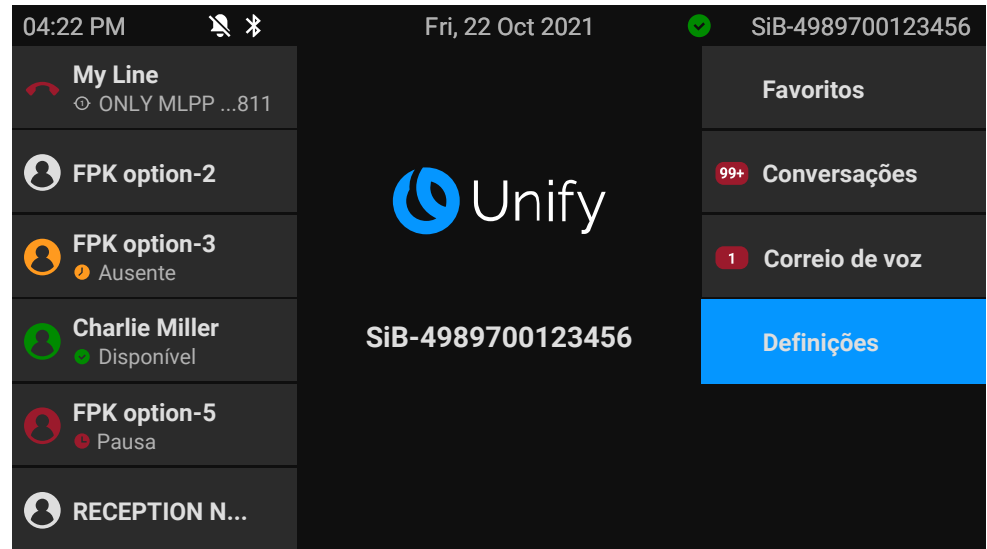 04:22 PM
Fri, 22 Oct 2021
SiB-4989700123456
My Line
ONLY MLPP ...811
FPK option-2
FPK option-3
Ausente
Charlie Miller
Disponível
FPK option-5
Pausa
RECEPTION N...
Unify
SiB-4989700123456
Favoritos
99+ Conversações
1 Correio de voz
Definições